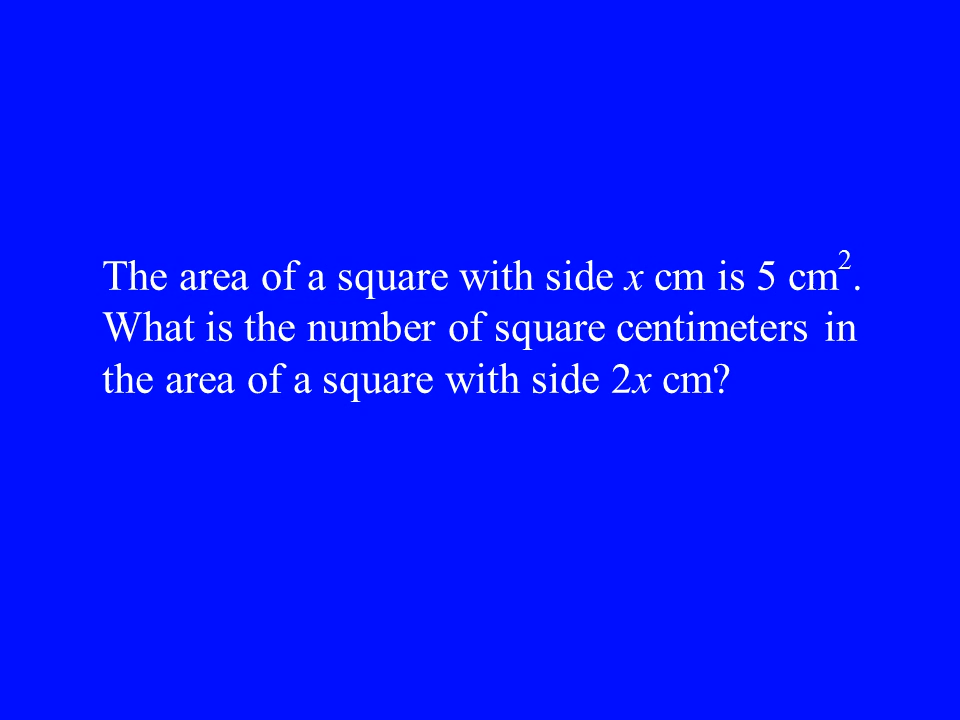 The area of a square with side x cm is 5 cm².
What is the number of square centimeters in
the area of a square with side 2x cm?